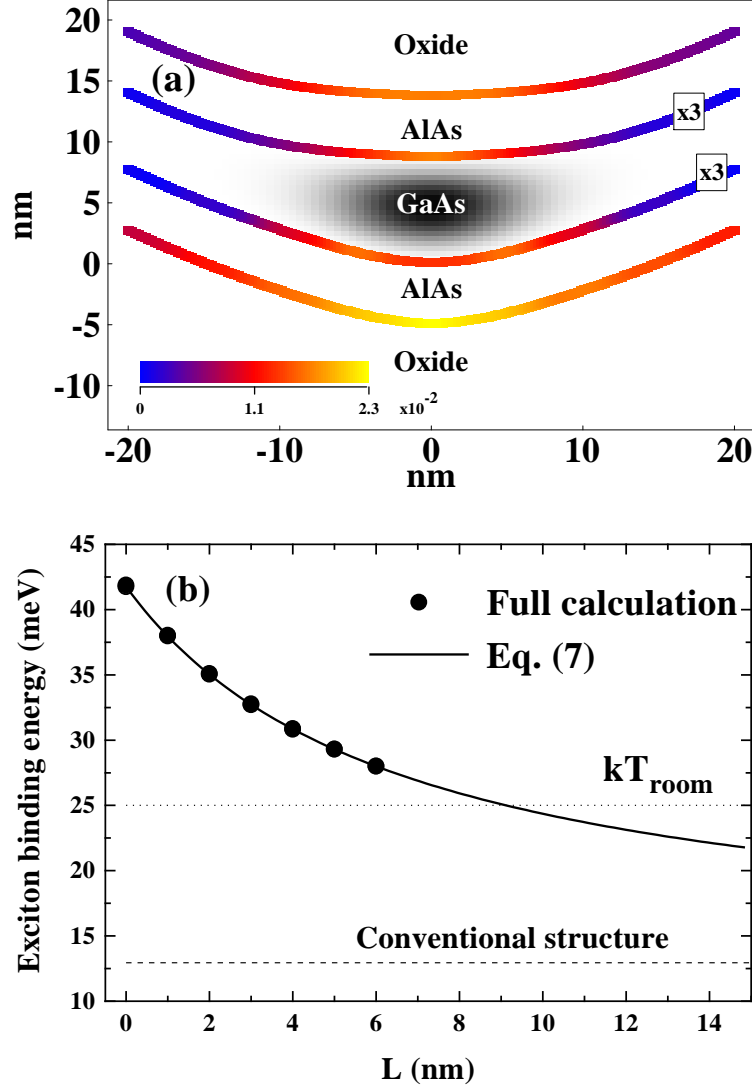 20
15
10
5
0
-5
-10
nm
(a)
Oxide
AlAs
x3
GaAs
x3
AlAs
Oxide
0
1.1
2.3
x10-2
-20
-10
0
10
20
nm
45
40
35
30
25
20
15
10
Exciton binding energy (meV)
(b)
Full calculation
Eq. (7)
kTroom
Conventional structure
0
2
4
6
8
10
12
14
L (nm)